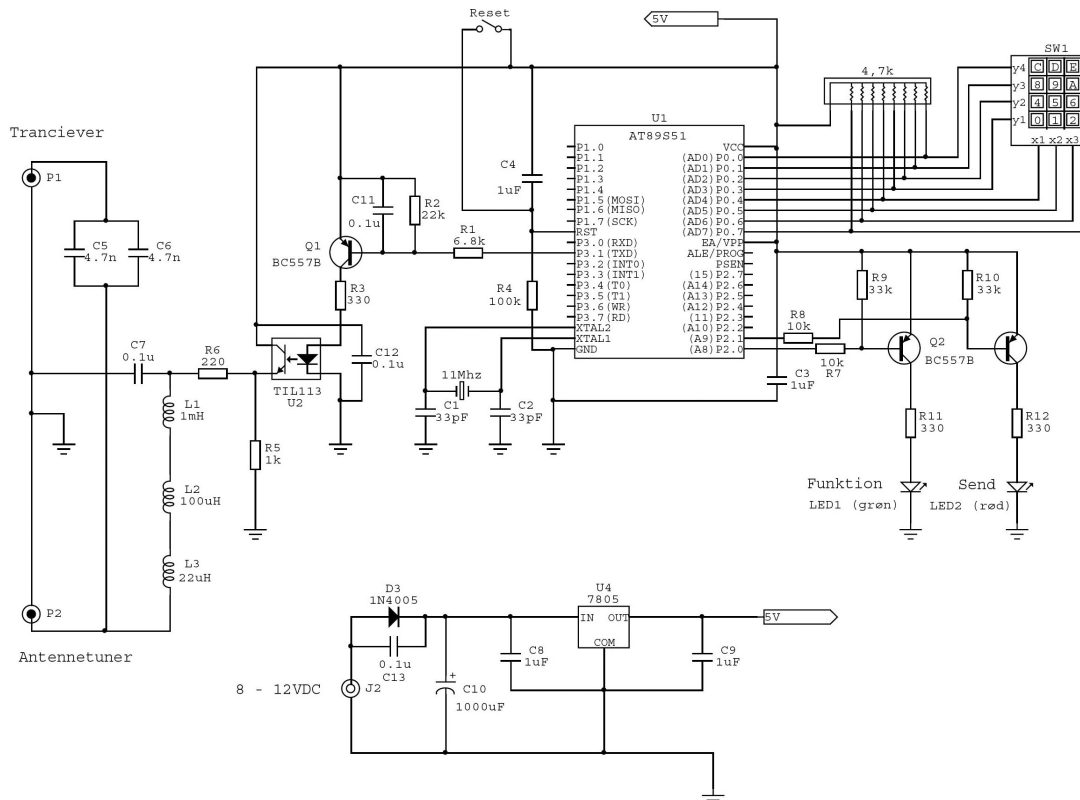 Reset
5V
SW1
y4 C D E
y3 8 9 A
y2 4 5 6
y1 0 1 2
x1 x2 x3
4,7k
Tranciever
P1
C5
4.7n
C6
4.7n
C7
0.1u
R6
220
L1
1mH
L2
100uH
L3
22uH
P2
Antennetuner
C11
0.1u
R2
22k
Q1
BC557B
R1
6.8k
R3
330
C12
0.1u
TIL113
U2
R5
1k
C4
1uF
R4
100k
11Mhz
C1
33pF
C2
33pF
U1
AT89S51
P1.0
P1.1
P1.2
P1.3
P1.4
P1.5(MOSI)
P1.6(MISO)
P1.7(SCK)
RST
P3.0(RXD)
P3.1(TXD)
P3.2(INT0)
P3.3(INT1)
P3.4(T0)
P3.5(T1)
P3.6(WR)
P3.7(RD)
XTAL2
XTAL1
GND
VCC
(AD0)P0.0
(AD1)P0.1
(AD2)P0.2
(AD3)P0.3
(AD4)P0.4
(AD5)P0.5
(AD6)P0.6
(AD7)P0.7
EA/VPP
ALE/PROG
PSEN
(15)P2.7
(A14)P2.6
(A13)P2.5
(A12)P2.4
(11)P2.3
(A10)P2.2
(A9)P2.1
(A8)P2.0
C3
1uF
R8
10k
10k
R7
R9
33k
R10
33k
Q2
BC557B
R11
330
R12
330
Funktion
LED1 (grøn)
Send
LED2 (rød)
D3
1N4005
0.1u
C13
8 - 12VDC
J2
C10
+
1000uF
C8
1uF
U4
7805
IN OUT
COM
C9
1uF
5V